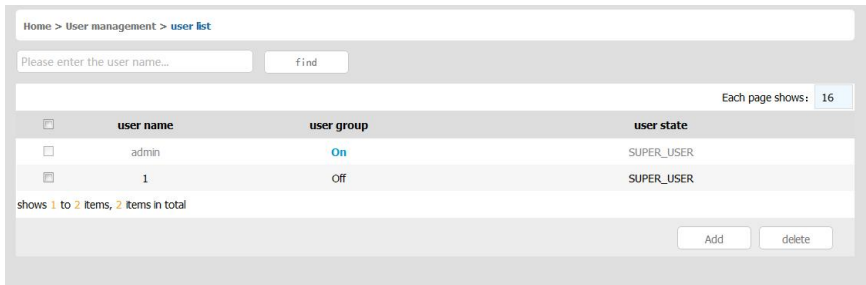 Home > User management > user list
Please enter the user name... find
Each page shows: 16
user name user group user state
admin On SUPER_USER
1 Off SUPER_USER
shows 1 to 2 items, 2 items in total
Add delete